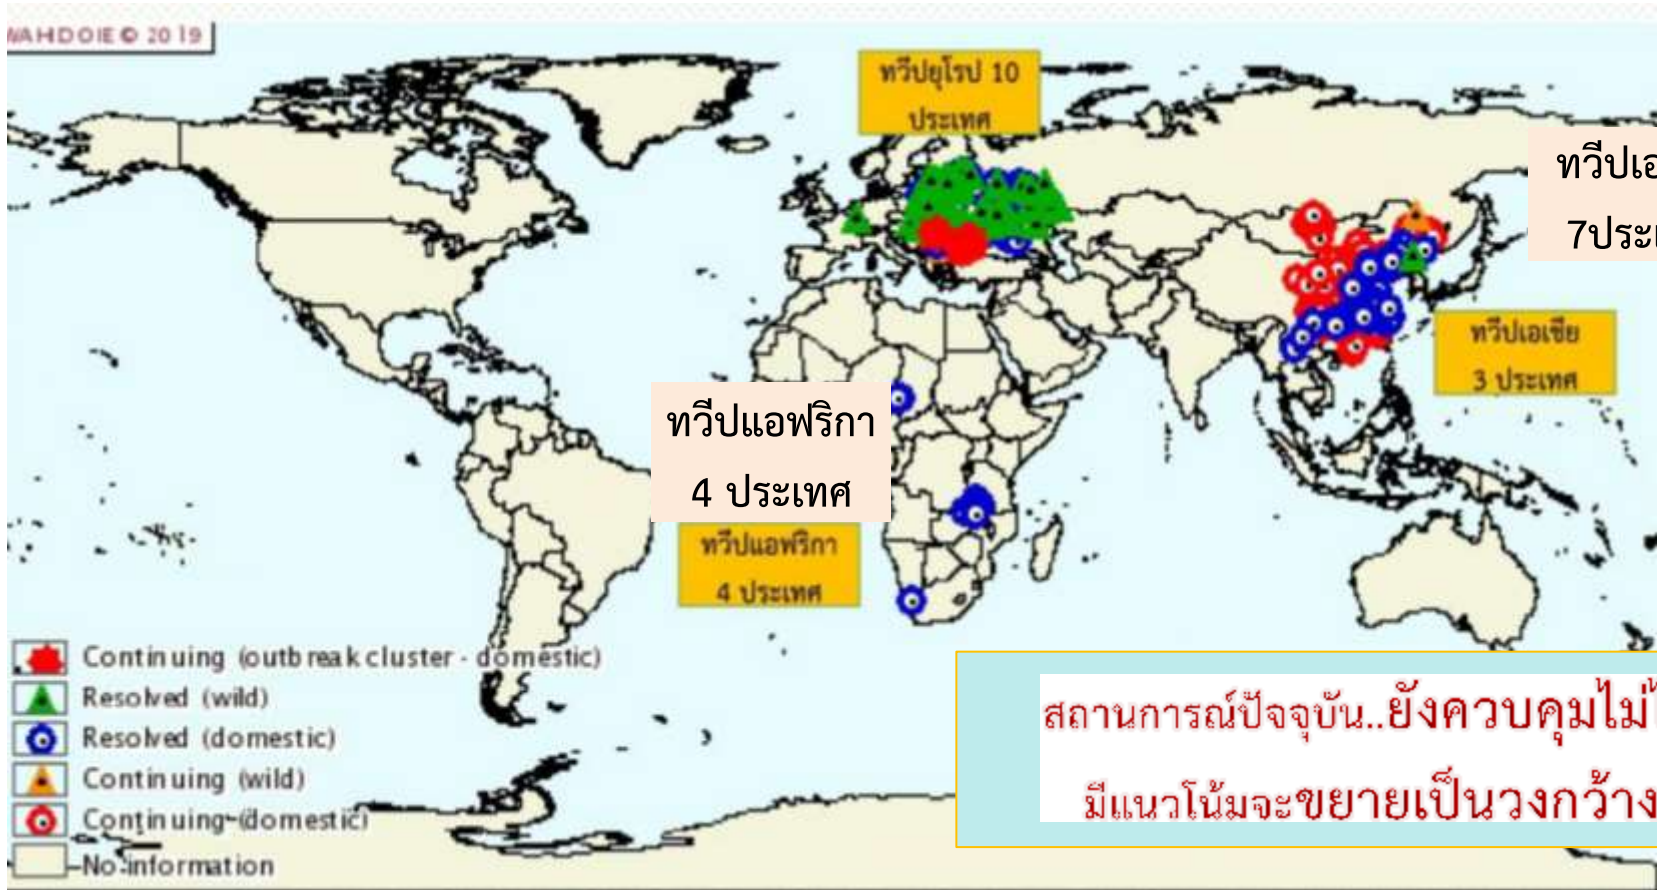 WAHDOIE© 2019
ทวีปยุโรป 10
ประเทศ
ทวีปเอ
7ประเ
ทวีปเอเชีย
3 ประเทศ
ทวีปแอฟริกา
4 ประเทศ
ทวีปแอฟริกา
4 ประเทศ
Continuing (outbreak cluster - domestic)
Resolved (wild)
Resolved (domestic)
Continuing (wild)
Continuing (domestic)
No information
สถานการณ์ปัจจุบัน..ยังควบคุมไม่
มีแนวโน้มจะขยายเป็นวงกว้าง